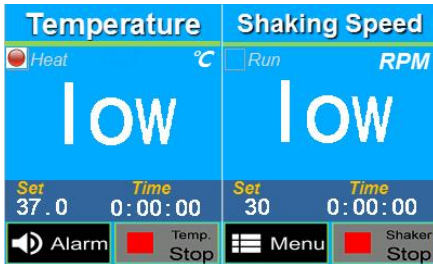 Temperature
Heat °C
low
Set Time
37.0 0:00:00
Alarm Temp. Stop
Shaking Speed
Run RPM
low
Set Time
30 0:00:00
Menu Shaker Stop